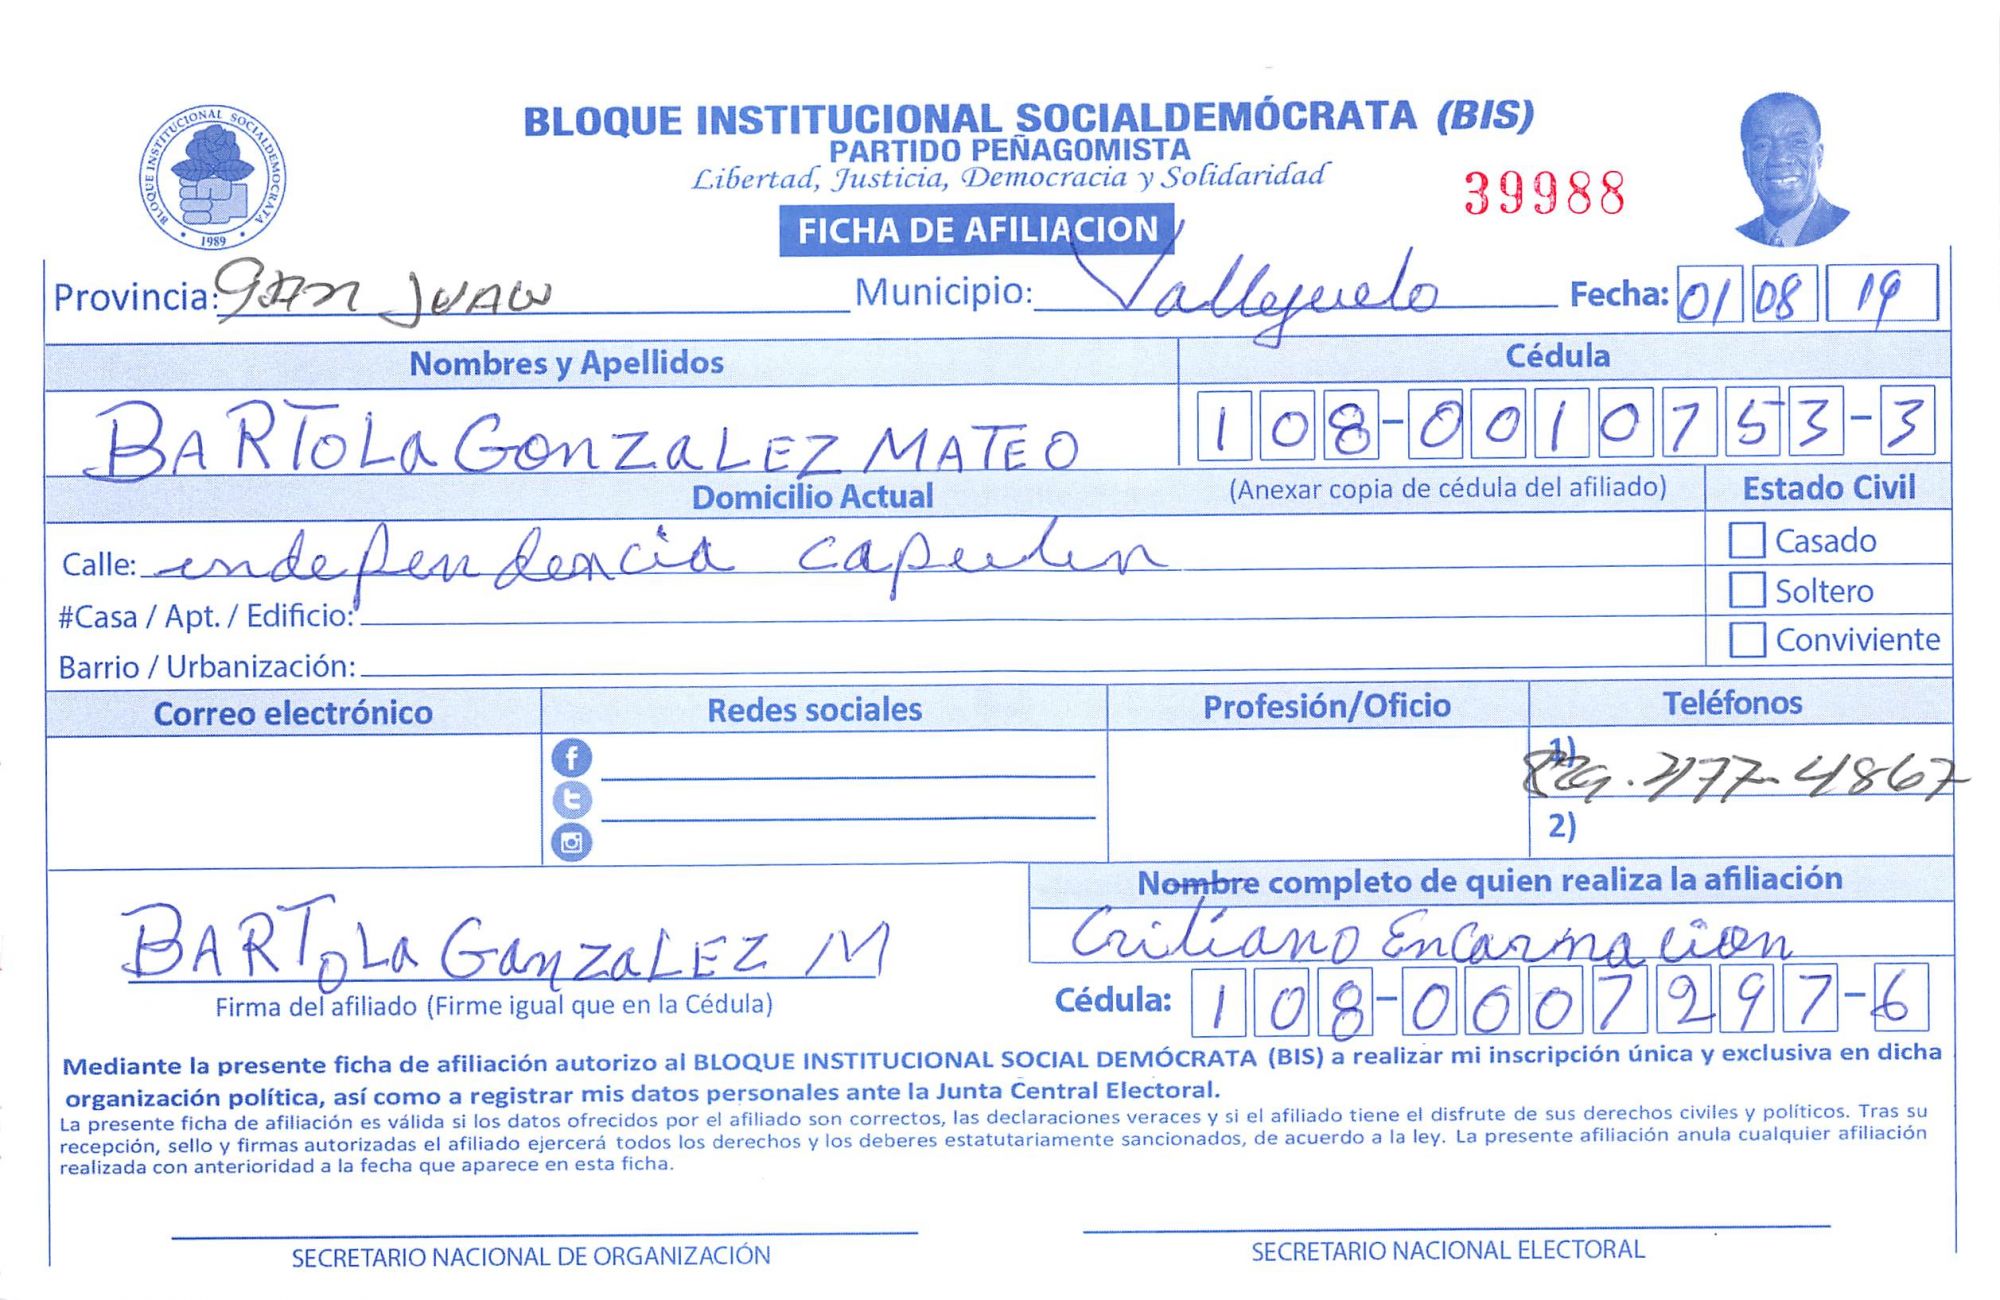 BLOQUE INSTITUCIONAL SOCIALDEMOCRATA
1989
BLOQUE INSTITUCIONAL SOCIALDEMÓCRATA (BIS)
PARTIDO PEÑAGOMISTA
Libertad, Justicia, Democracia y Solidaridad
39988
FICHA DE AFILIACION
Provincia: San Juan Municipio: Vallejuelo Fecha: 01 08 19
Nombres y Apellidos Cédula
BARTOLA GONZALEZ MATEO 108-0010753-3
Domicilio Actual (Anexar copia de cédula del afiliado) Estado Civil
Calle: independencia capulin Casado
#Casa / Apt. / Edificio: Soltero
Barrio / Urbanización: Conviviente
Correo electrónico Redes sociales Profesión/Oficio Teléfonos
1) 829. 777-4867
2)
Nombre completo de quien realiza la afiliación
BARTOLA GANZALEZ M Critiano Encarnacion
Firma del afiliado (Firme igual que en la Cédula) Cédula: 108-0007297-6
Mediante la presente ficha de afiliación autorizo al BLOQUE INSTITUCIONAL SOCIAL DEMÓCRATA (BIS) a realizar mi inscripción única y exclusiva en dicha
organización política, así como a registrar mis datos personales ante la Junta Central Electoral.
La presente ficha de afiliación es válida si los datos ofrecidos por el afiliado son correctos, las declaraciones veraces y si el afiliado tiene el disfrute de sus derechos civiles y políticos. Tras su
recepción, sello y firmas autorizadas el afiliado ejercerá todos los derechos y los deberes estatutariamente sancionados, de acuerdo a la ley. La presente afiliación anula cualquier afiliación
realizada con anterioridad a la fecha que aparece en esta ficha.
SECRETARIO NACIONAL DE ORGANIZACIÓN SECRETARIO NACIONAL ELECTORAL